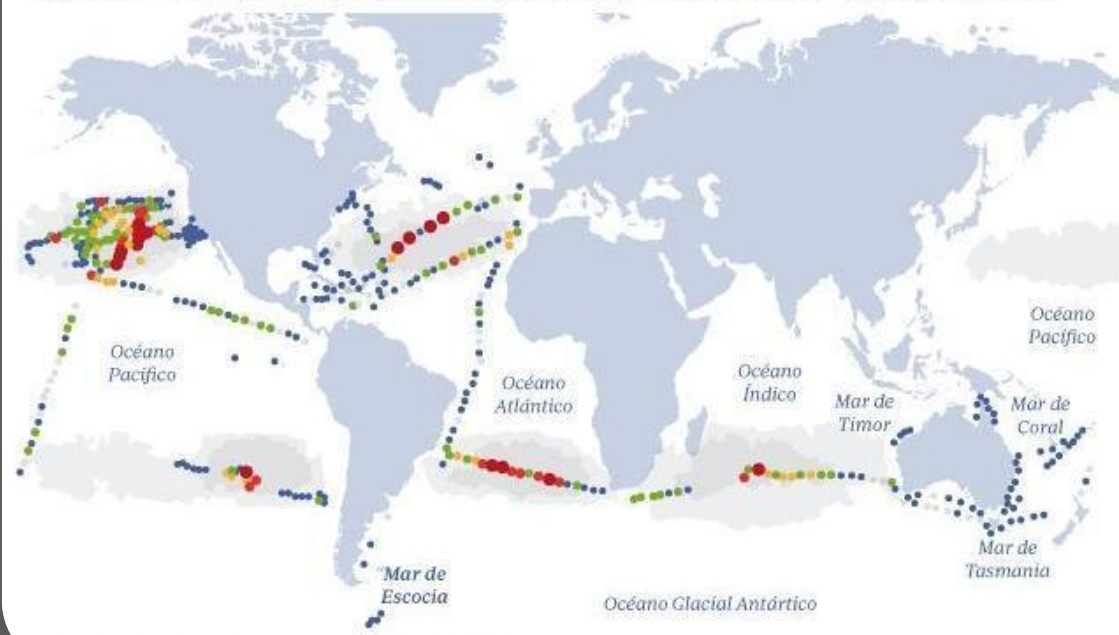 Océano
Pacífico
Océano
Pacífico
Océano
Atlántico
Océano
Índico
Mar de
Timor
Mar de
Coral
Mar de
Tasmania
Mar de
Escocia
Océano Glacial Antártico